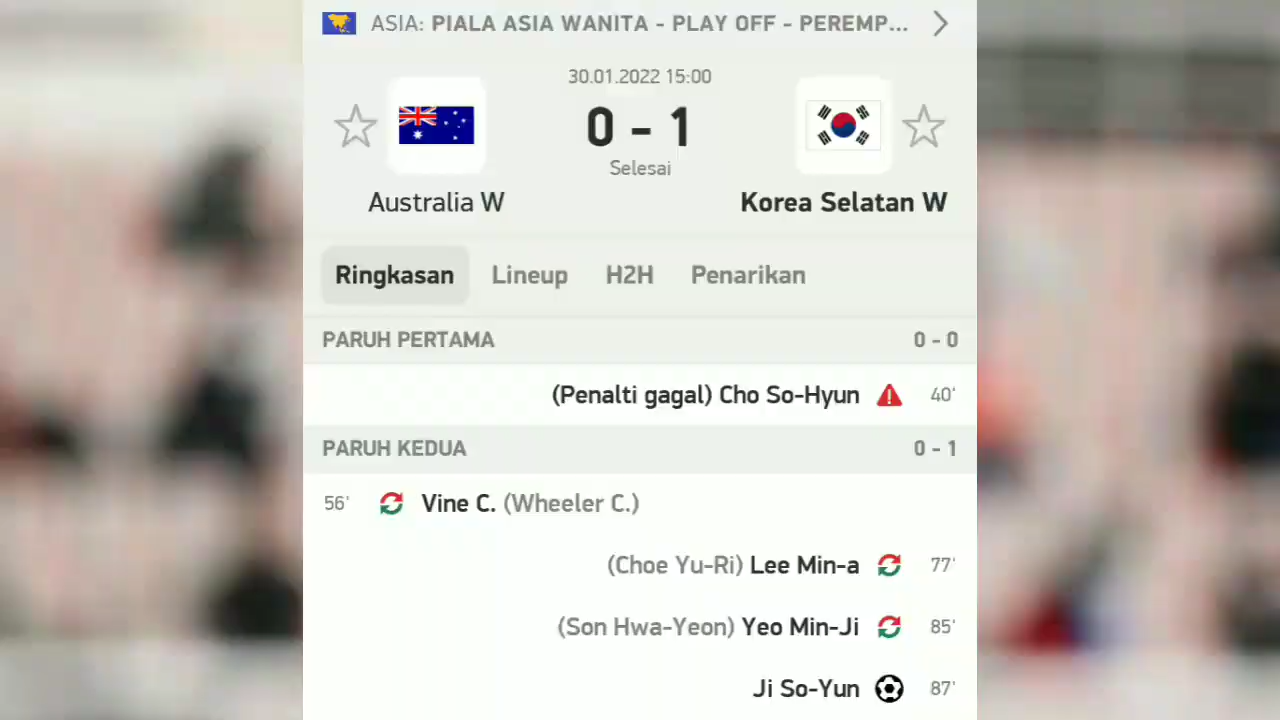 ASIA: PIALA ASIA WANITA - PLAY OFF - PEREMP...
30.01.2022 15:00
0 - 1
Selesai
Australia W
Korea Selatan W
Ringkasan Lineup H2H Penarikan
PARUH PERTAMA 0 - 0
(Penalti gagal) Cho So-Hyun 40'
PARUH KEDUA 0 - 1
56' Vine C. (Wheeler C.)
(Choe Yu-Ri) Lee Min-a 77'
(Son Hwa-Yeon) Yeo Min-Ji 85'
Ji So-Yun 87'